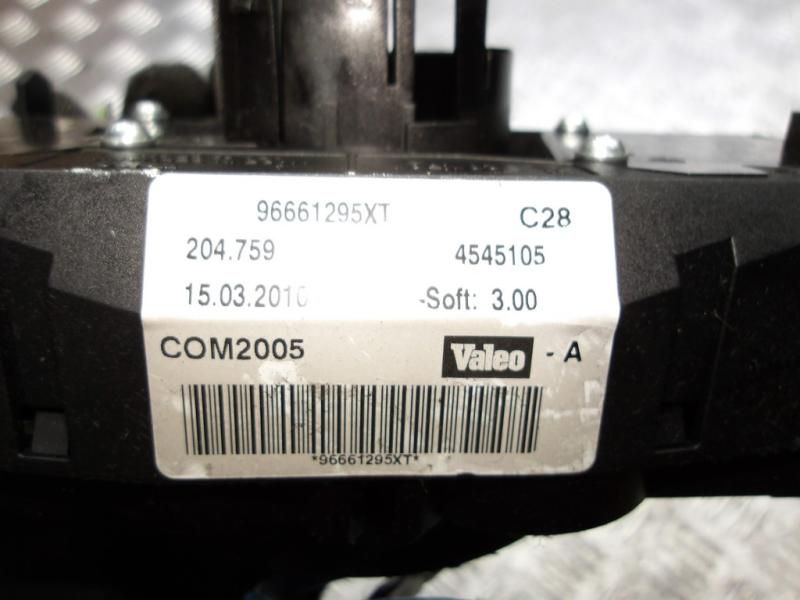 96661295XT C28
204.759 4545105
15.03.2010 -Soft: 3.00
COM2005 Valeo - A
*96661295XT*